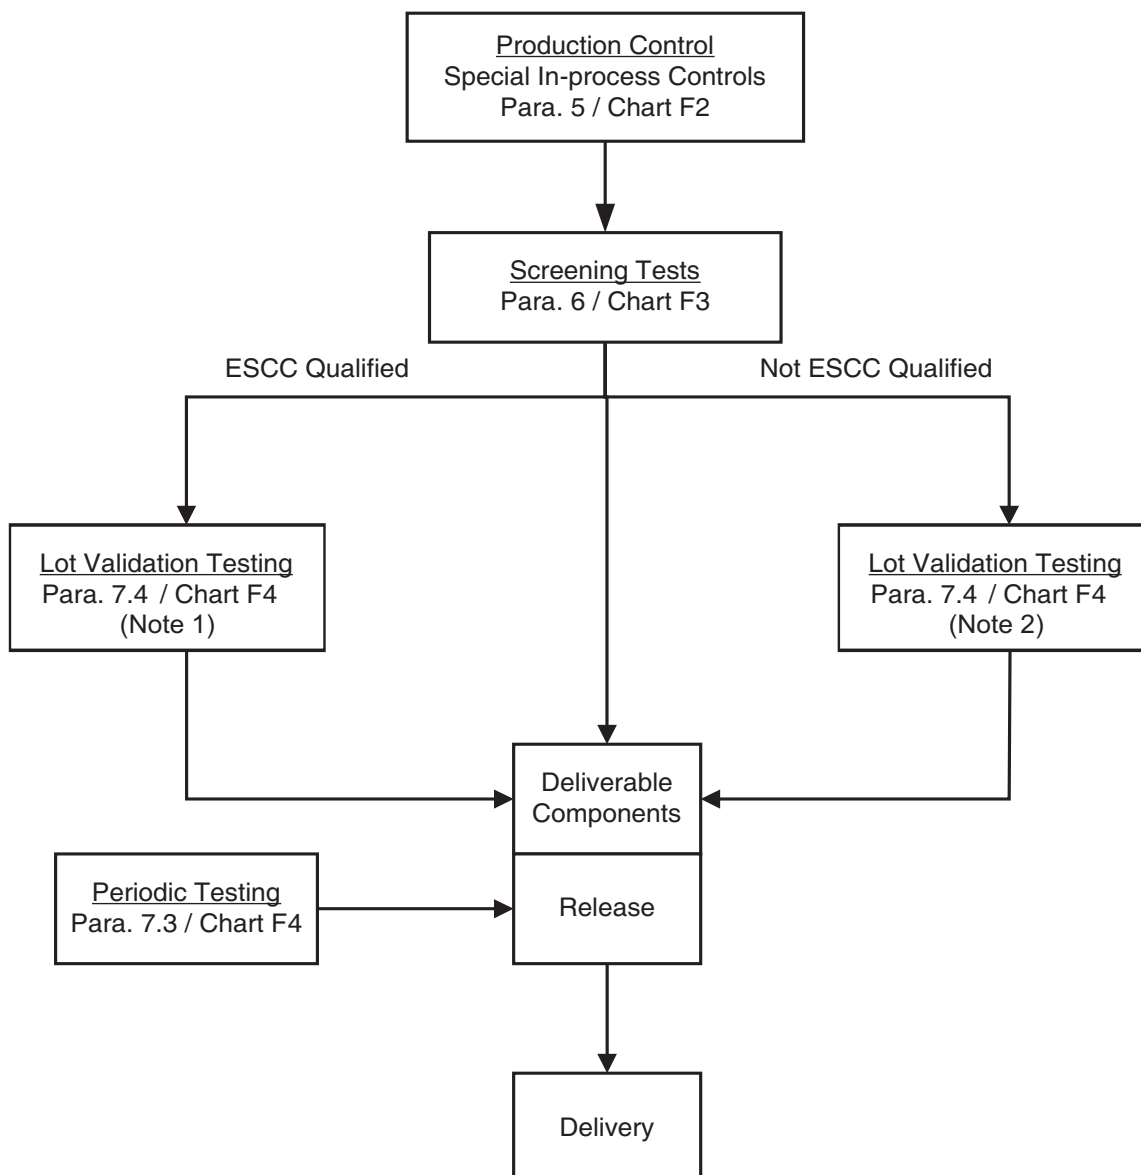 Production Control
Special In-process Controls
Para. 5 / Chart F2
Screening Tests
Para. 6 / Chart F3
ESCC Qualified
Not ESCC Qualified
Lot Validation Testing
Para. 7.4 / Chart F4
(Note 1)
Lot Validation Testing
Para. 7.4 / Chart F4
(Note 2)
Deliverable
Components
Periodic Testing
Para. 7.3 / Chart F4
Release
Delivery